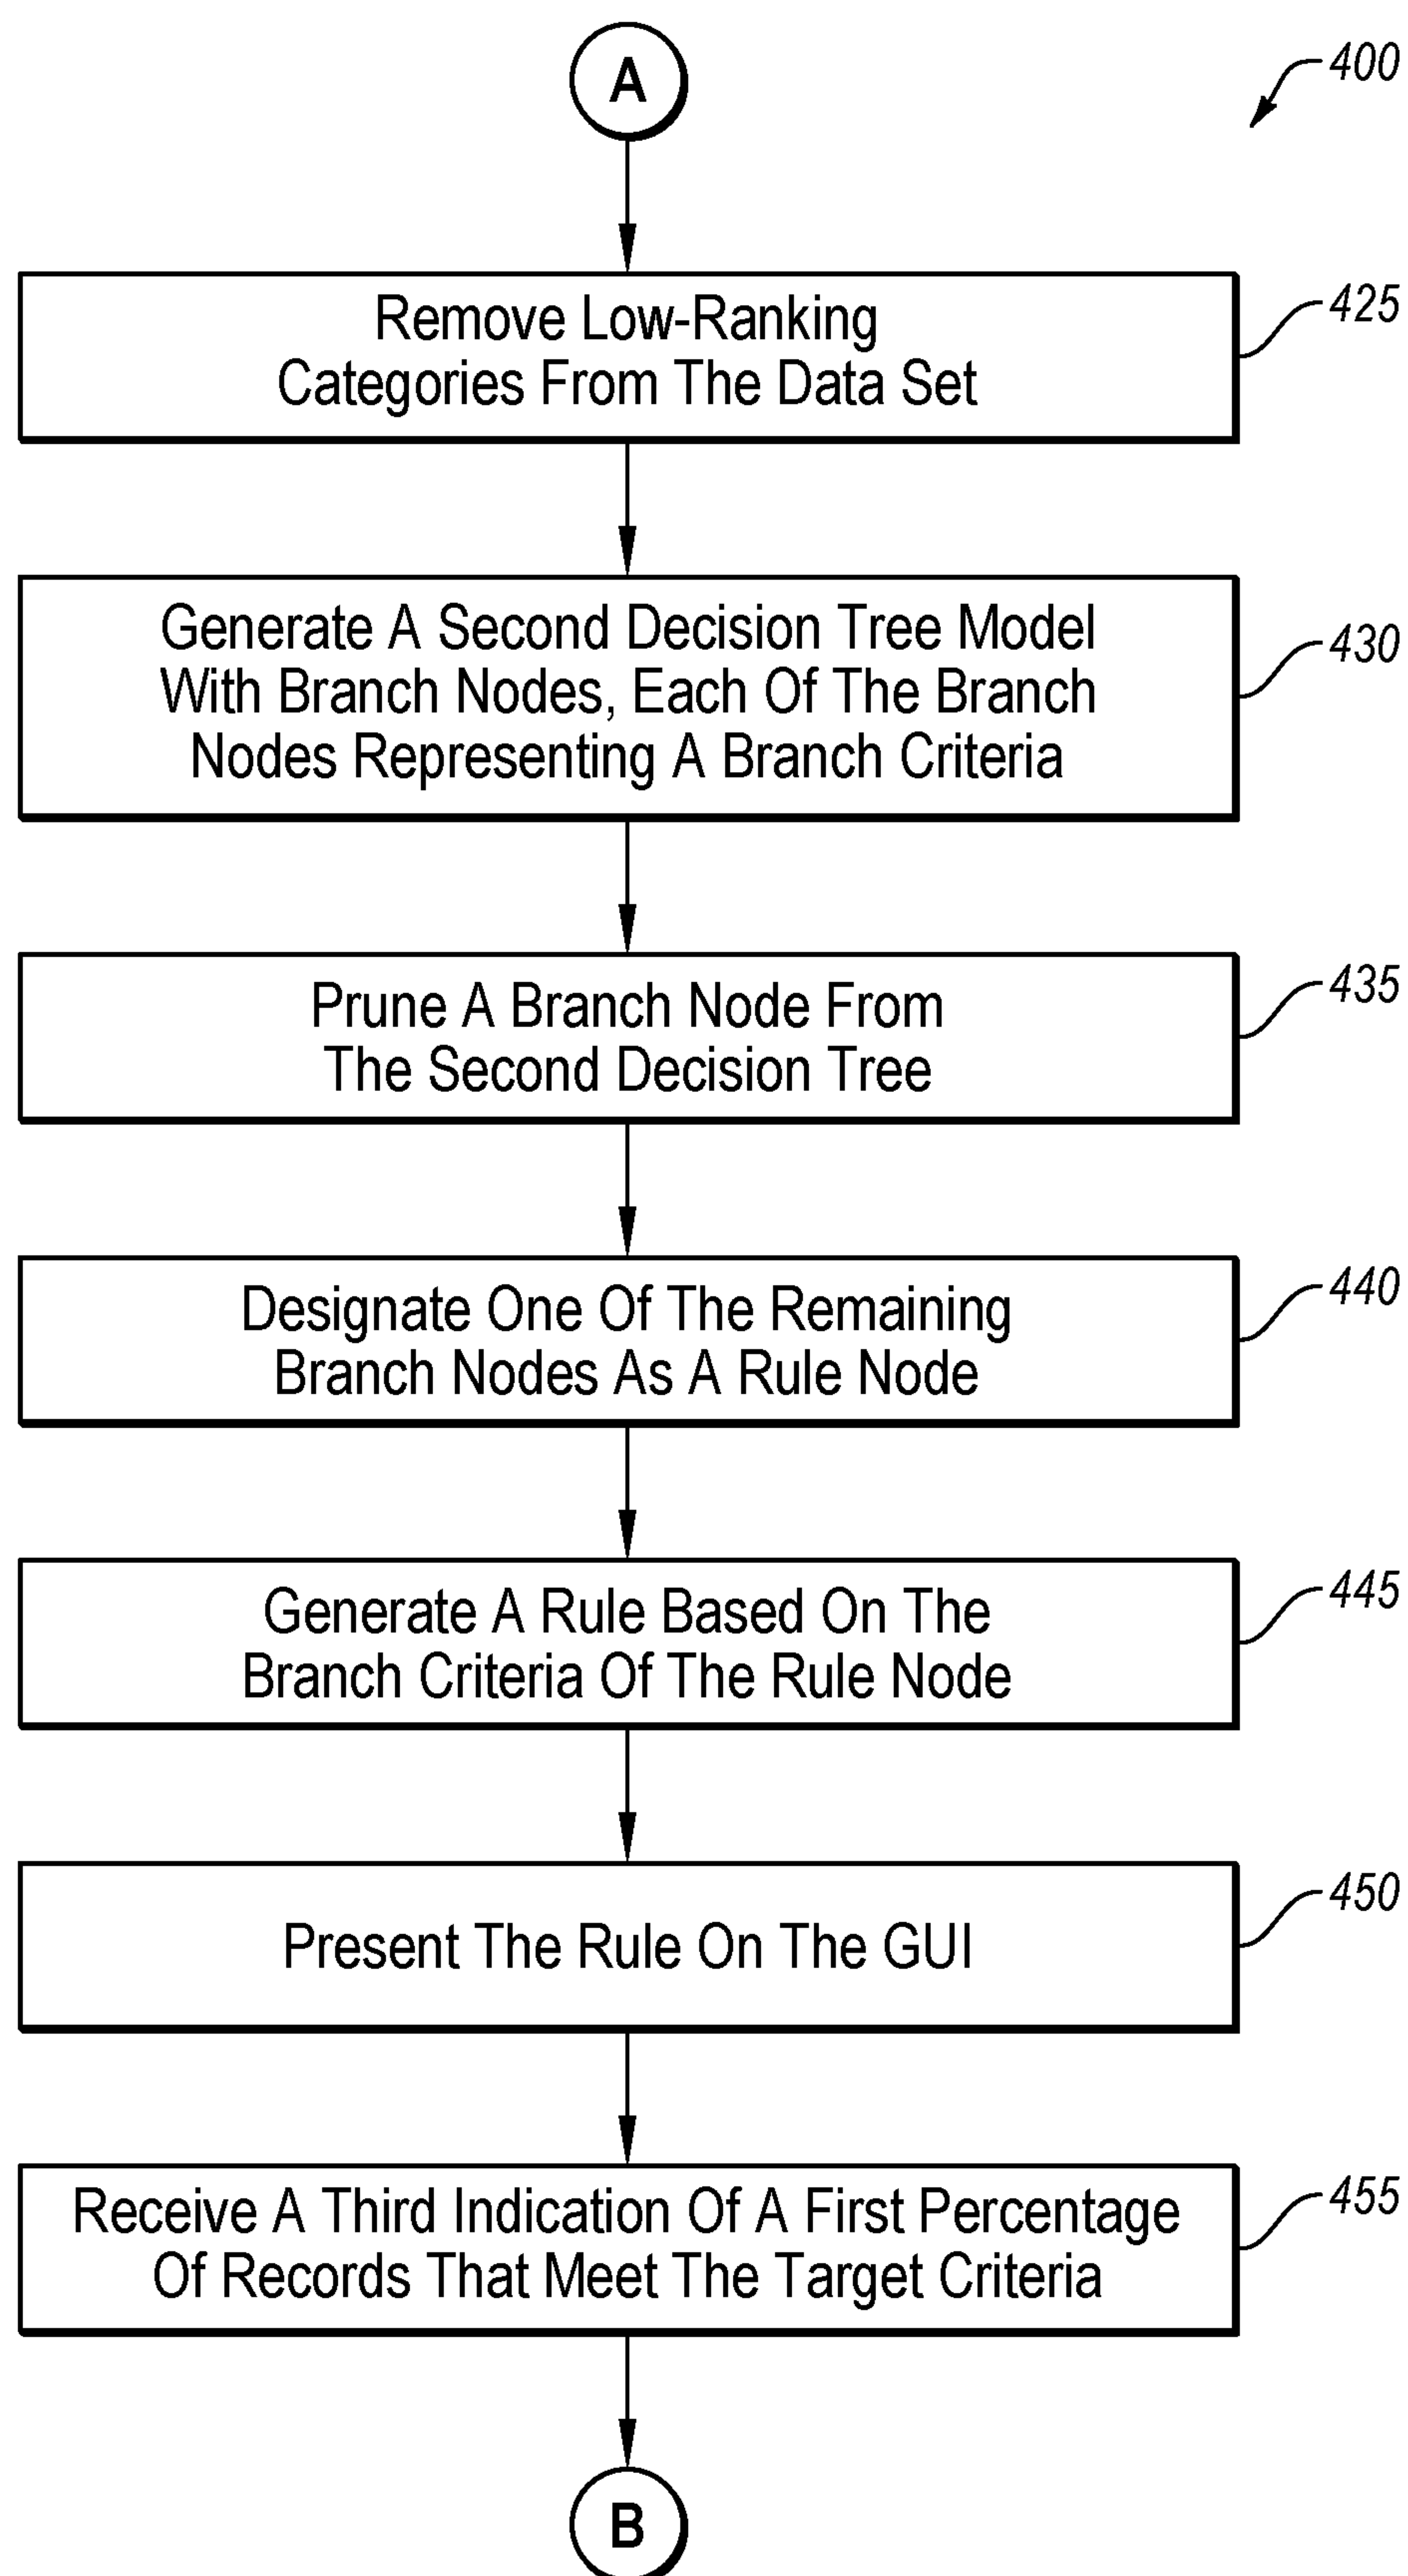 A
400
Remove Low-Ranking
Categories From The Data Set
425
Generate A Second Decision Tree Model
With Branch Nodes, Each Of The Branch
Nodes Representing A Branch Criteria
430
Prune A Branch Node From
The Second Decision Tree
435
Designate One Of The Remaining
Branch Nodes As A Rule Node
440
Generate A Rule Based On The
Branch Criteria Of The Rule Node
445
Present The Rule On The GUI
450
Receive A Third Indication Of A First Percentage
Of Records That Meet The Target Criteria
455
B